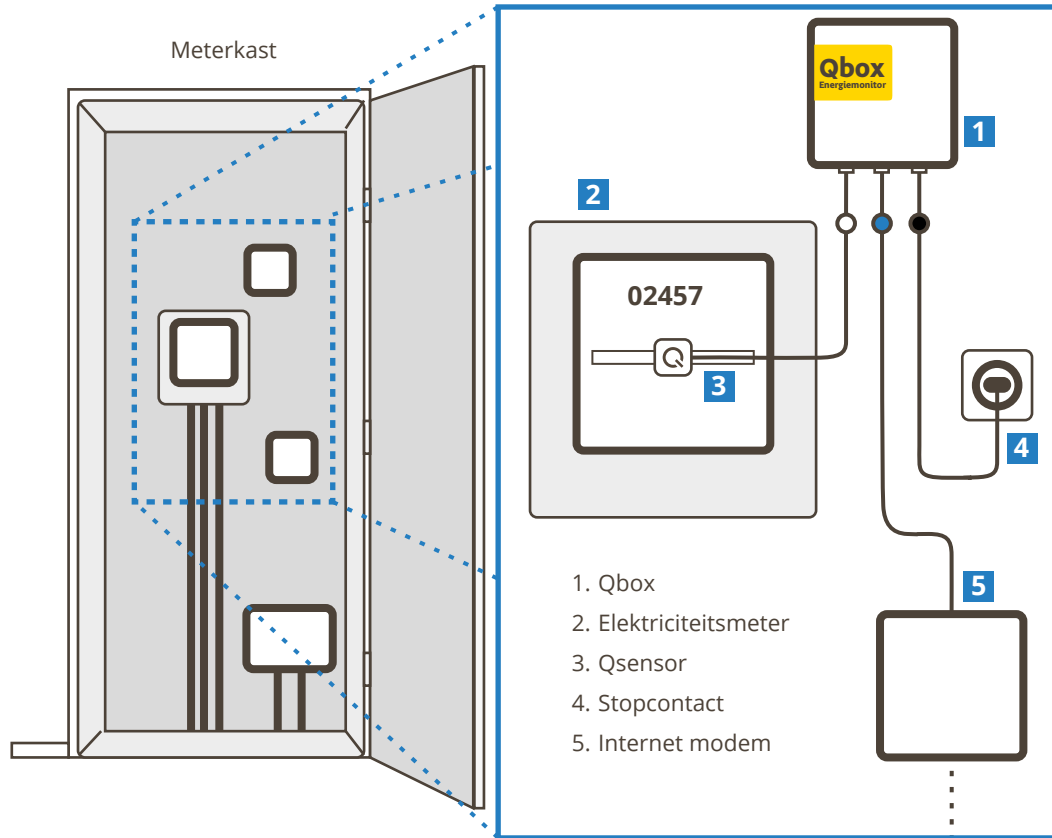 Meterkast
Qbox
Energiemonitor
1
2
02457
3
4
5
1. Qbox
2. Elektriciteitsmeter
3. Qsensor
4. Stopcontact
5. Internet modem